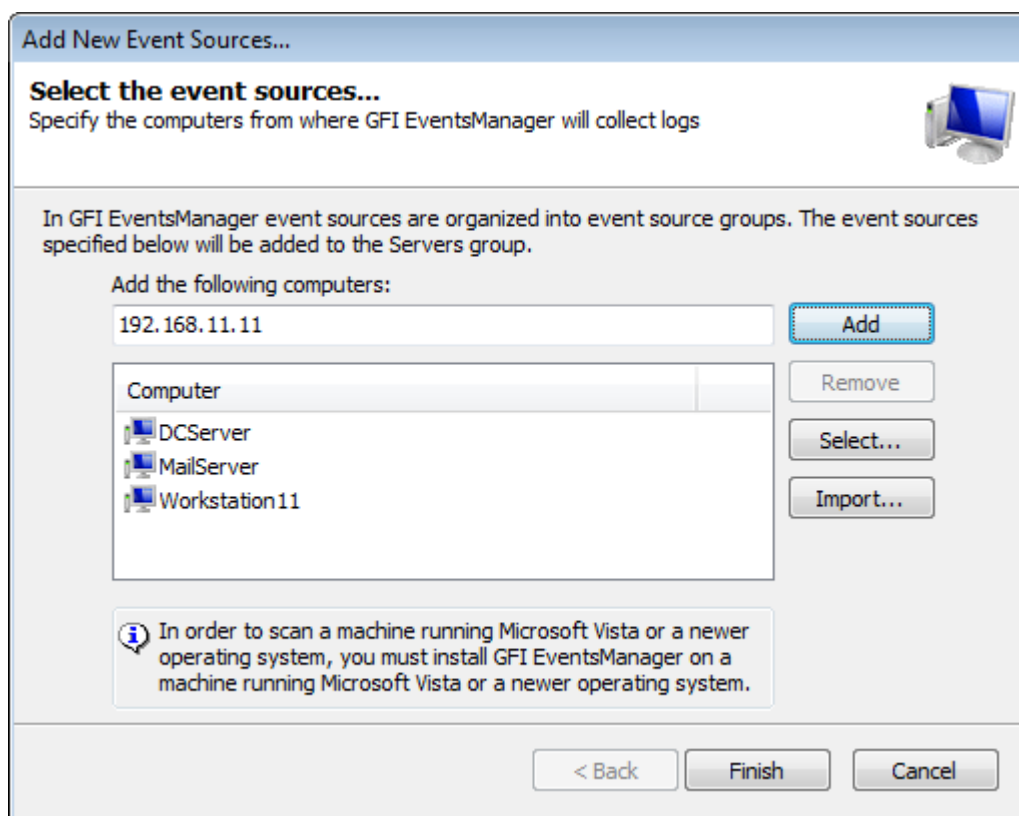 Add New Event Sources...
Select the event sources...
Specify the computers from where GFI EventsManager will collect logs
In GFI EventsManager event sources are organized into event source groups. The event sources
specified below will be added to the Servers group.
Add the following computers:
192.168.11.11
Add
Computer
Remove
DCServer
Select...
MailServer
Workstation11
Import...
In order to scan a machine running Microsoft Vista or a newer
operating system, you must install GFI EventsManager on a
machine running Microsoft Vista or a newer operating system.
< Back
Finish
Cancel